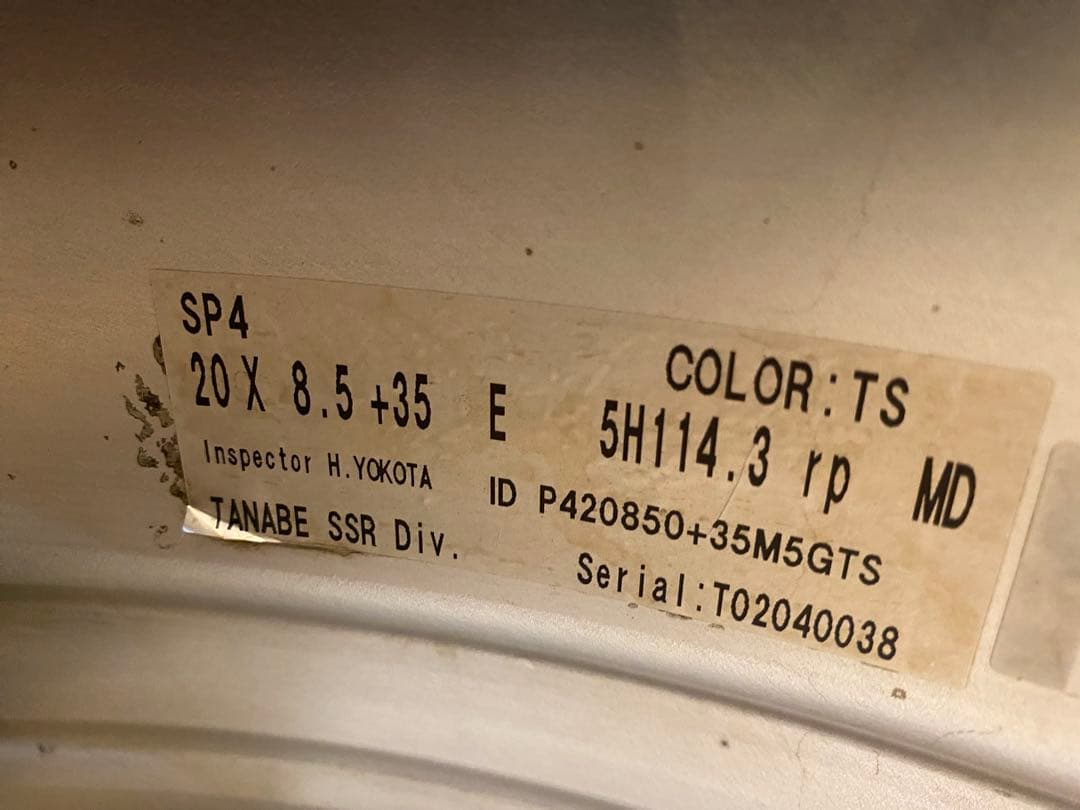 SP4
COLOR:TS
20 X 8.5 +35 E 5H114.3 rp MD
Inspector H.YOKOTA ID P420850+35M5GTS
TANABE SSR Div. Serial:T02040038